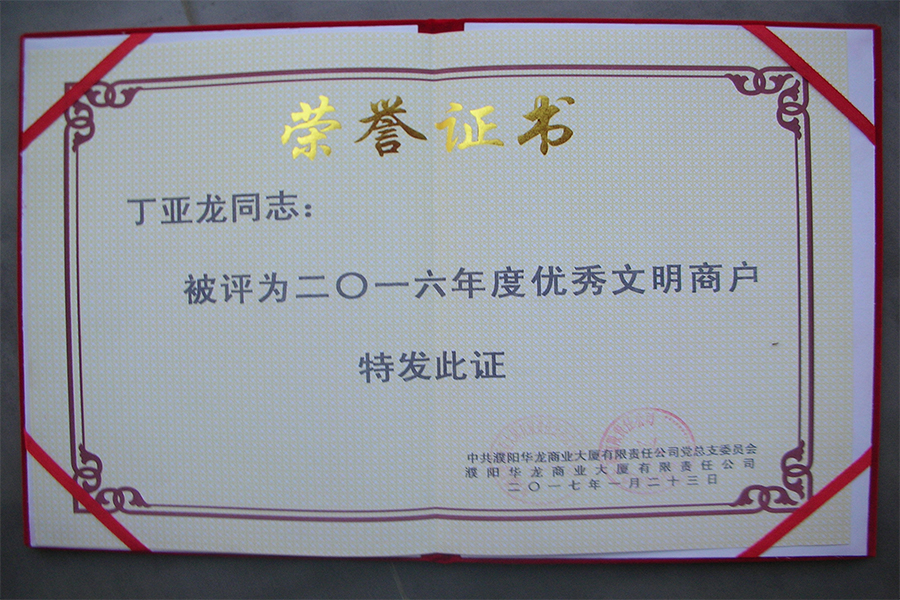 荣誉证书
丁亚龙同志：
被评为二〇一六年度优秀文明商户
特发此证
中共濮阳华龙商业大厦有限责任公司党总支委员会
濮阳华龙商业大厦有限责任公司
二〇一七年一月二十三日